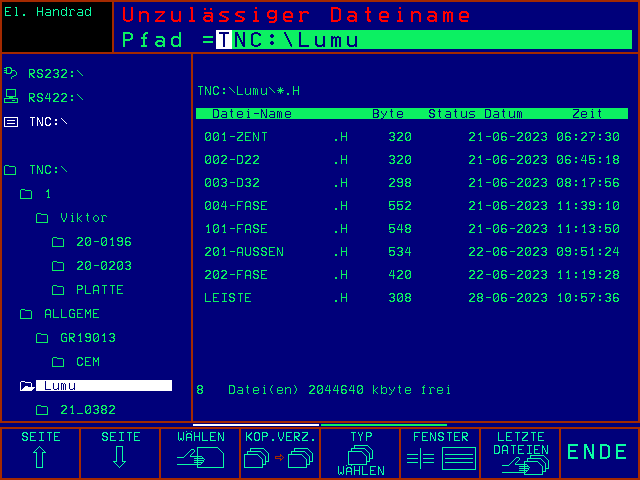 El. Handrad
Unzulässiger Dateiname
Pfad =TNC:\Lumu
RS232:\
RS422:\
TNC:\
TNC:\
1
Viktor
20-0196
20-0203
PLATTE
ALLGEME
GR19013
CEM
Lumu
21_0382
TNC:\Lumu\*.H
Datei-Name Byte Status Datum Zeit
001-ZENT .H 320 21-06-2023 06:27:30
002-D22 .H 320 21-06-2023 06:45:18
003-D32 .H 298 21-06-2023 08:17:56
004-FASE .H 552 21-06-2023 11:39:10
101-FASE .H 548 21-06-2023 11:13:50
201-AUSSEN .H 534 22-06-2023 09:51:24
202-FASE .H 420 22-06-2023 11:19:28
LEISTE .H 308 28-06-2023 10:57:36
8 Datei(en) 2044640 kbyte frei
SEITE
SEITE
WÄHLEN
KOP.VERZ.
TYP
WÄHLEN
FENSTER
LETZTE
DATEIEN
ENDE